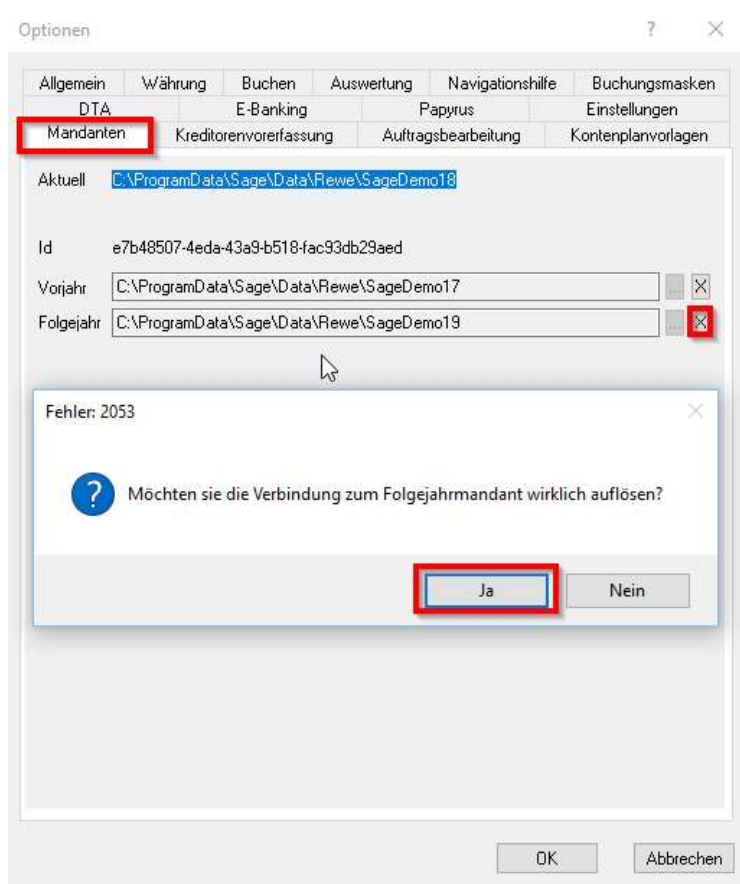 Optionen ?
Allgemein Währung Buchen Auswertung Navigationshilfe Buchungsmasken
DTA E-Banking Papyrus Einstellungen
Mandanten Kreditorenvorerfassung Auftragsbearbeitung Kontenplanvorlagen
Aktuell C:\ProgramData\Sage\Data\Rewe\SageDemo18
Id e7b48507-4eda-43a9-b518-fac93db29aed
Vorjahr C:\ProgramData\Sage\Data\Rewe\SageDemo17 ... X
Folgejahr C:\ProgramData\Sage\Data\Rewe\SageDemo19 ... X
Fehler: 2053
Möchten sie die Verbindung zum Folgejahrmandant wirklich auflösen?
Ja Nein
OK Abbrechen